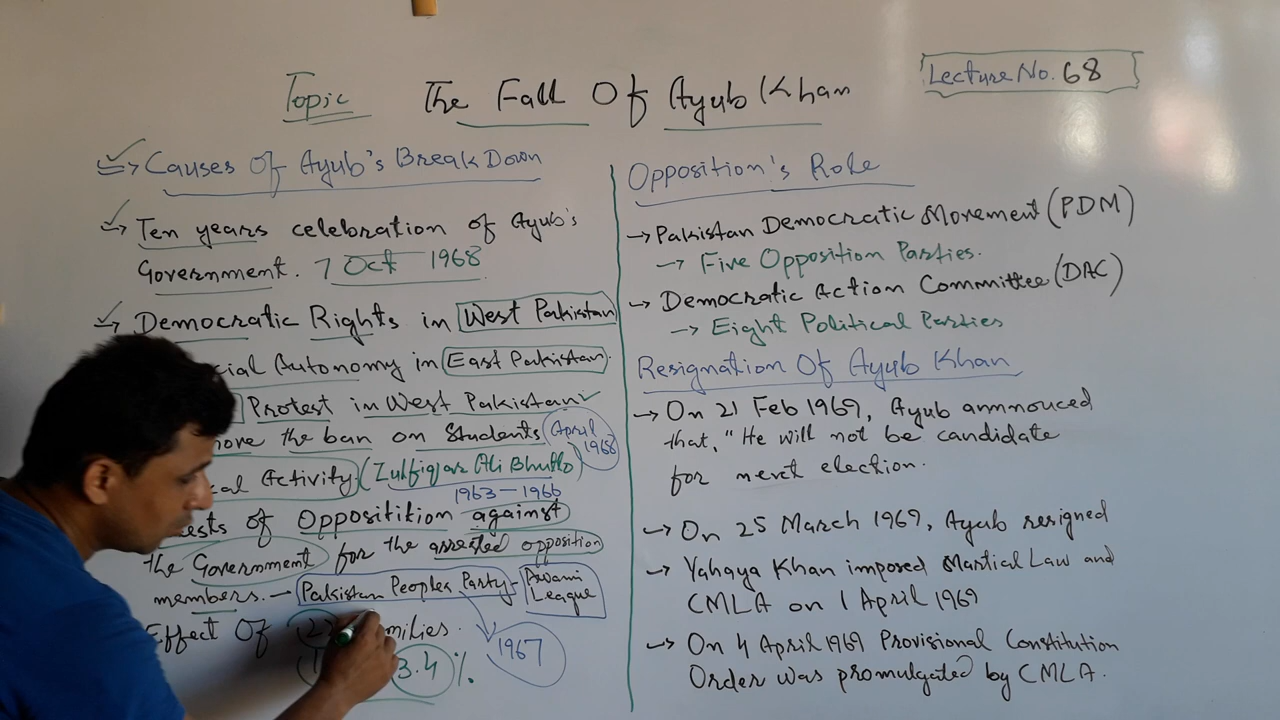 Topic The Fall Of Ayub Khan
Lecture No. 68
Causes Of Ayub's Break Down
Ten years celebration of Ayub's
Government. 7 Oct 1968
Democratic Rights in West Pakistan
Autonomy in East Pakistan.
Protest in West Pakistan
the ban on Students April 1968
Activity (Zulfiqar Ali Bhutto)
1963 – 1966
of Oppositition against
the Government for the arrested opposition
members. – Pakistan Peoples Party – Awami League
Effect Of
1967
3.4 %.
Opposition's Role
→ Pakistan Democratic Movement (PDM)
→ Five Opposition Parties.
→ Democratic Action Committee (DAC)
→ Eight Political Parties
Resignation Of Ayub Khan
→ On 21 Feb 1969, Ayub annouced
that, "He will not be candidate
for next election.
→ On 25 March 1969, Ayub resigned
→ Yahaya Khan imposed Martial Law and
CMLA on 1 April 1969
→ On 4 April 1969 Provisional Constitution
Order was promulgated by CMLA.